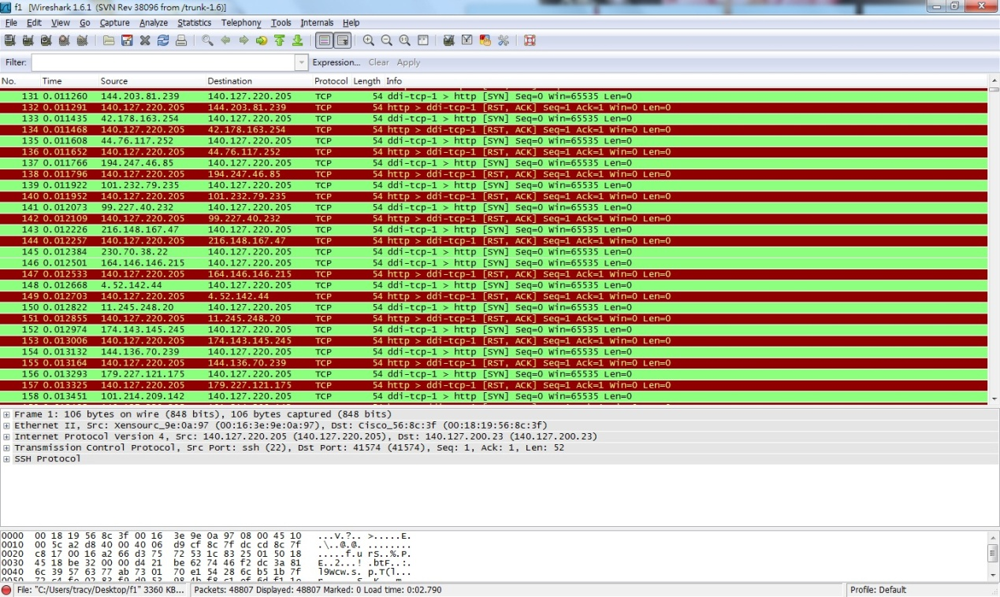 f1 [Wireshark 1.6.1 (SVN Rev 38096 from /trunk-1.6)]
File Edit View Go Capture Analyze Statistics Telephony Tools Internals Help
Filter: Expression... Clear Apply
No. Time Source Destination Protocol Length Info
131 0.011260 144.203.81.239 140.127.220.205 TCP 54 ddi-tcp-1 > http [SYN] Seq=0 Win=65535 Len=0
132 0.011291 140.127.220.205 144.203.81.239 TCP 54 http > ddi-tcp-1 [RST, ACK] Seq=1 Ack=1 Win=0 Len=0
133 0.011435 42.178.163.254 140.127.220.205 TCP 54 ddi-tcp-1 > http [SYN] Seq=0 Win=65535 Len=0
134 0.011468 140.127.220.205 42.178.163.254 TCP 54 http > ddi-tcp-1 [RST, ACK] Seq=1 Ack=1 Win=0 Len=0
135 0.011608 44.76.117.252 140.127.220.205 TCP 54 ddi-tcp-1 > http [SYN] Seq=0 Win=65535 Len=0
136 0.011652 140.127.220.205 44.76.117.252 TCP 54 http > ddi-tcp-1 [RST, ACK] Seq=1 Ack=1 Win=0 Len=0
137 0.011766 194.247.46.85 140.127.220.205 TCP 54 ddi-tcp-1 > http [SYN] Seq=0 Win=65535 Len=0
138 0.011796 140.127.220.205 194.247.46.85 TCP 54 http > ddi-tcp-1 [RST, ACK] Seq=1 Ack=1 Win=0 Len=0
139 0.011922 101.232.79.235 140.127.220.205 TCP 54 ddi-tcp-1 > http [SYN] Seq=0 Win=65535 Len=0
140 0.011952 140.127.220.205 101.232.79.235 TCP 54 http > ddi-tcp-1 [RST, ACK] Seq=1 Ack=1 Win=0 Len=0
141 0.012073 99.227.40.232 140.127.220.205 TCP 54 ddi-tcp-1 > http [SYN] Seq=0 Win=65535 Len=0
142 0.012109 140.127.220.205 99.227.40.232 TCP 54 http > ddi-tcp-1 [RST, ACK] Seq=1 Ack=1 Win=0 Len=0
143 0.012226 216.148.167.47 140.127.220.205 TCP 54 ddi-tcp-1 > http [SYN] Seq=0 Win=65535 Len=0
144 0.012257 140.127.220.205 216.148.167.47 TCP 54 http > ddi-tcp-1 [RST, ACK] Seq=1 Ack=1 Win=0 Len=0
145 0.012384 230.70.38.22 140.127.220.205 TCP 54 ddi-tcp-1 > http [SYN] Seq=0 Win=65535 Len=0
146 0.012501 164.146.146.215 140.127.220.205 TCP 54 ddi-tcp-1 > http [SYN] Seq=0 Win=65535 Len=0
147 0.012533 140.127.220.205 164.146.146.215 TCP 54 http > ddi-tcp-1 [RST, ACK] Seq=1 Ack=1 Win=0 Len=0
148 0.012668 4.52.142.44 140.127.220.205 TCP 54 ddi-tcp-1 > http [SYN] Seq=0 Win=65535 Len=0
149 0.012703 140.127.220.205 4.52.142.44 TCP 54 http > ddi-tcp-1 [RST, ACK] Seq=1 Ack=1 Win=0 Len=0
150 0.012822 11.245.248.20 140.127.220.205 TCP 54 ddi-tcp-1 > http [SYN] Seq=0 Win=65535 Len=0
151 0.012855 140.127.220.205 11.245.248.20 TCP 54 http > ddi-tcp-1 [RST, ACK] Seq=1 Ack=1 Win=0 Len=0
152 0.012974 174.143.145.245 140.127.220.205 TCP 54 ddi-tcp-1 > http [SYN] Seq=0 Win=65535 Len=0
153 0.013006 140.127.220.205 174.143.145.245 TCP 54 http > ddi-tcp-1 [RST, ACK] Seq=1 Ack=1 Win=0 Len=0
154 0.013132 144.136.70.239 140.127.220.205 TCP 54 ddi-tcp-1 > http [SYN] Seq=0 Win=65535 Len=0
155 0.013164 140.127.220.205 144.136.70.239 TCP 54 http > ddi-tcp-1 [RST, ACK] Seq=1 Ack=1 Win=0 Len=0
156 0.013293 179.227.121.175 140.127.220.205 TCP 54 ddi-tcp-1 > http [SYN] Seq=0 Win=65535 Len=0
157 0.013325 140.127.220.205 179.227.121.175 TCP 54 http > ddi-tcp-1 [RST, ACK] Seq=1 Ack=1 Win=0 Len=0
158 0.013451 101.214.209.142 140.127.220.205 TCP 54 ddi-tcp-1 > http [SYN] Seq=0 Win=65535 Len=0
Frame 1: 106 bytes on wire (848 bits), 106 bytes captured (848 bits)
Ethernet II, Src: Xensourc_9e:0a:97 (00:16:3e:9e:0a:97), Dst: Cisco_56:8c:3f (00:18:19:56:8c:3f)
Internet Protocol Version 4, Src: 140.127.220.205 (140.127.220.205), Dst: 140.127.200.23 (140.127.200.23)
Transmission Control Protocol, Src Port: ssh (22), Dst Port: 41574 (41574), Seq: 1, Ack: 1, Len: 52
SSH Protocol
0000 00 18 19 56 8c 3f 00 16 3e 9e 0a 97 08 00 45 10 ...V.?.. >.....E.
0010 00 5c a2 d8 40 00 40 06 d9 cf 8c 7f dc cd 8c 7f .\..@.@. ........
0020 c8 17 00 16 a2 66 d3 75 72 53 1c 83 25 01 50 18 .....f.u rS..%.P.
0030 45 18 be 32 00 00 d4 21 be 62 74 46 f2 dc 3a 81 E..2...! .btF..:.
0040 6c 39 57 63 77 ab 73 01 70 e1 54 28 6c b5 1b 7f l9Wcw.s. p.T(l...
File: "C:/Users/tracy/Desktop/f1" 3360 KB... Packets: 48807 Displayed: 48807 Marked: 0 Load time: 0:02.790 Profile: Default